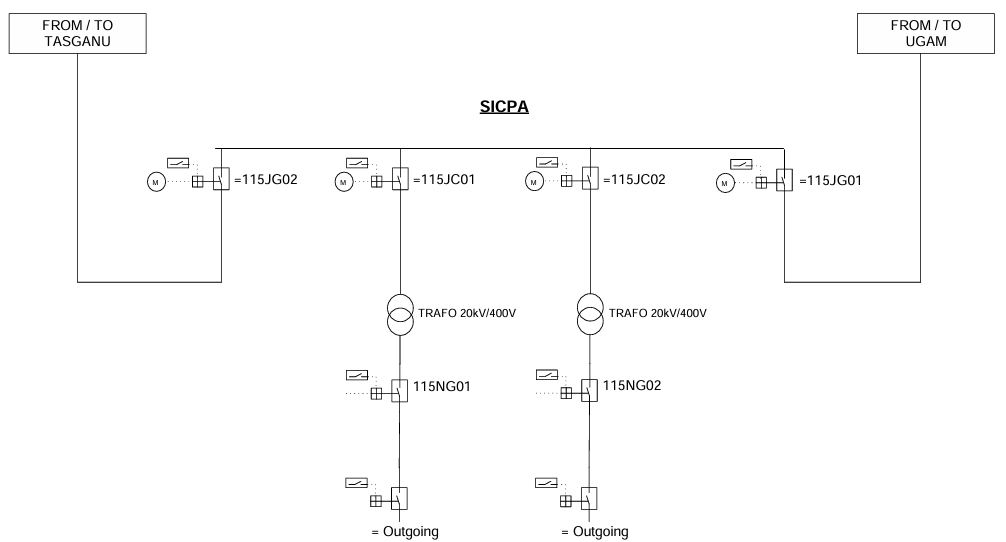 FROM / TO
TASGANU
FROM / TO
UGAM
SICPA
M
=115JG02
M
=115JC01
M
=115JC02
M
=115JG01
TRAFO 20kV/400V
TRAFO 20kV/400V
115NG01
115NG02
= Outgoing
= Outgoing